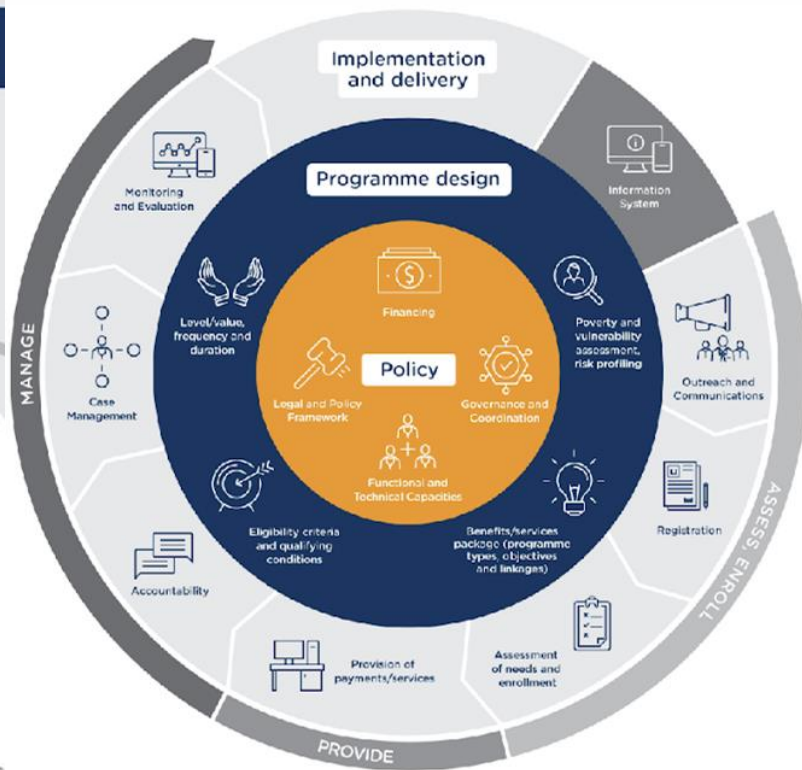 Implementation
and delivery
Information
System
Outreach and
Communications
Registration
Assessment
of needs and
enrollment
Provision of
payments/services
Accountability
Case
Management
Monitoring
and Evaluation
ASSESS, ENROLL
PROVIDE
MANAGE
Programme design
Poverty and
vulnerability
assessment,
risk profiling
Benefits/services
package (programme
types, objectives
and linkages)
Eligibility criteria
and qualifying
conditions
Level/value,
frequency and
duration
Policy
Financing
Governance and
Coordination
Functional and
Technical Capacities
Legal and Policy
Framework